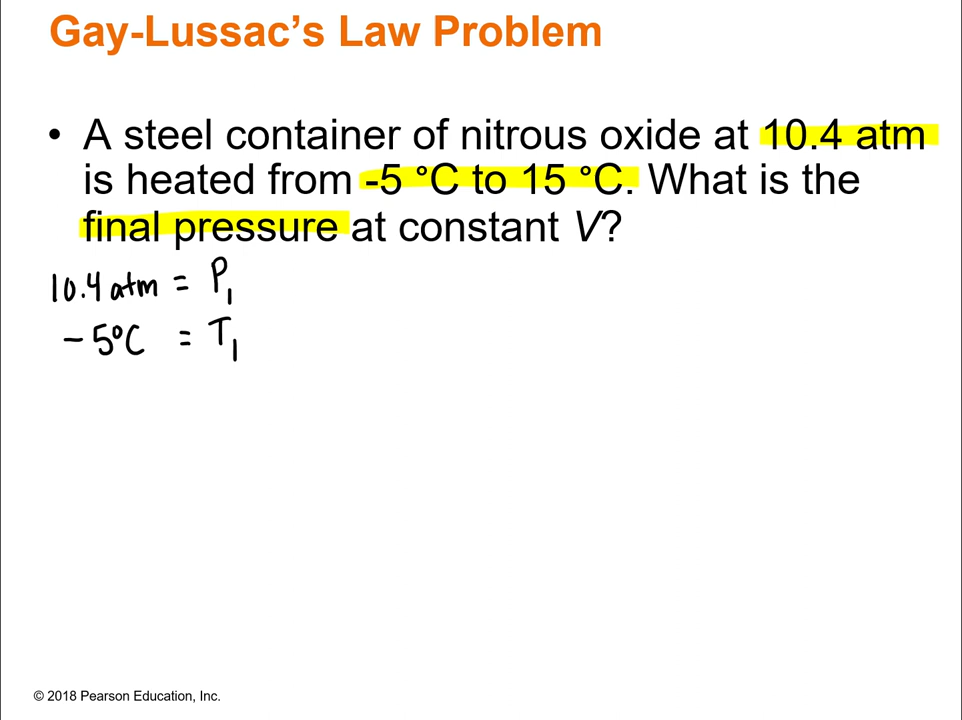 Gay-Lussac’s Law Problem
• A steel container of nitrous oxide at 10.4 atm
is heated from -5 °C to 15 °C. What is the
final pressure at constant V?
10.4 atm = P₁
– 5°C = T₁
© 2018 Pearson Education, Inc.